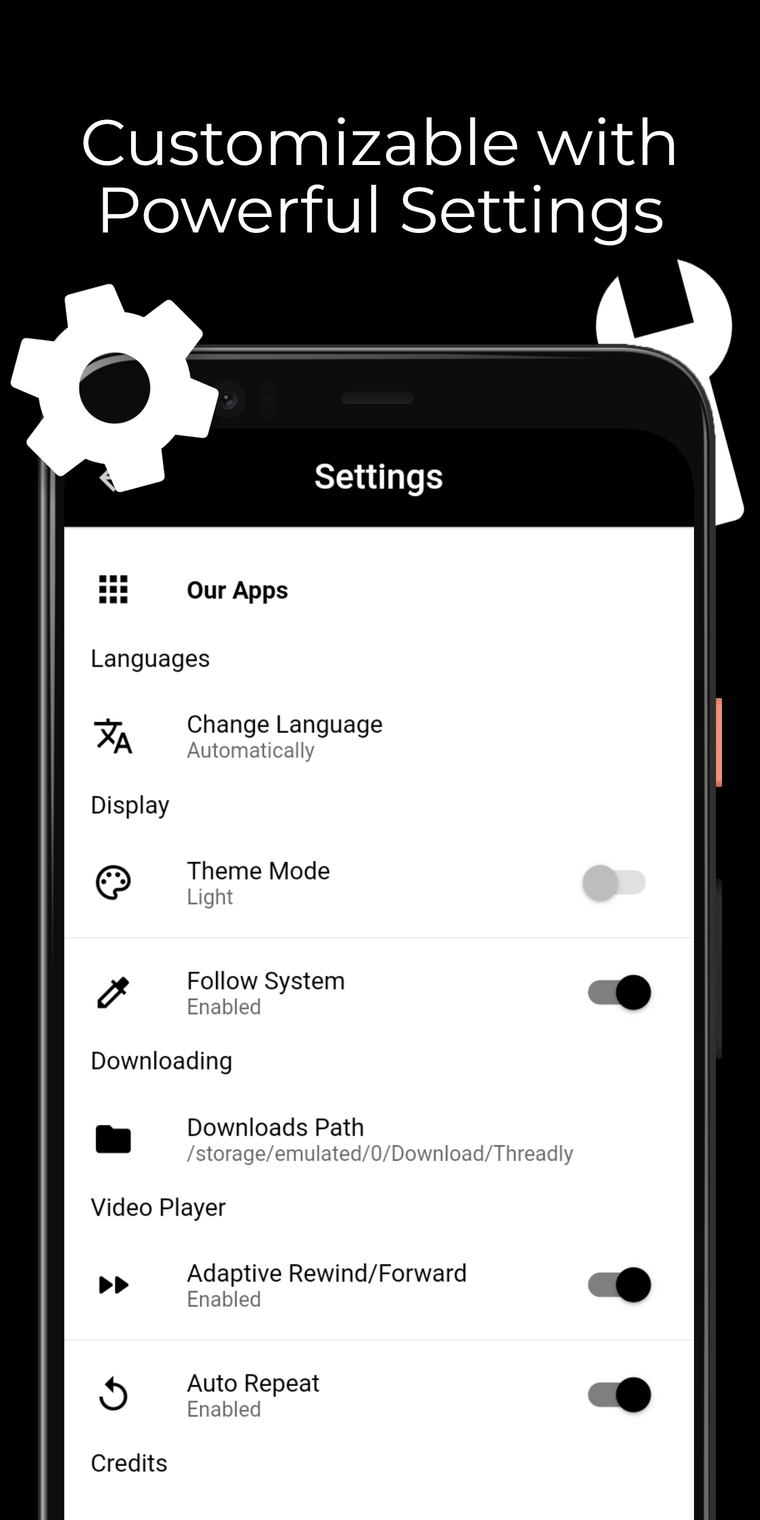 Customizable with
Powerful Settings
Settings
Our Apps
Languages
Change Language
Automatically
Display
Theme Mode
Light
Follow System
Enabled
Downloading
Downloads Path
/storage/emulated/0/Download/Threadly
Video Player
Adaptive Rewind/Forward
Enabled
Auto Repeat
Enabled
Credits